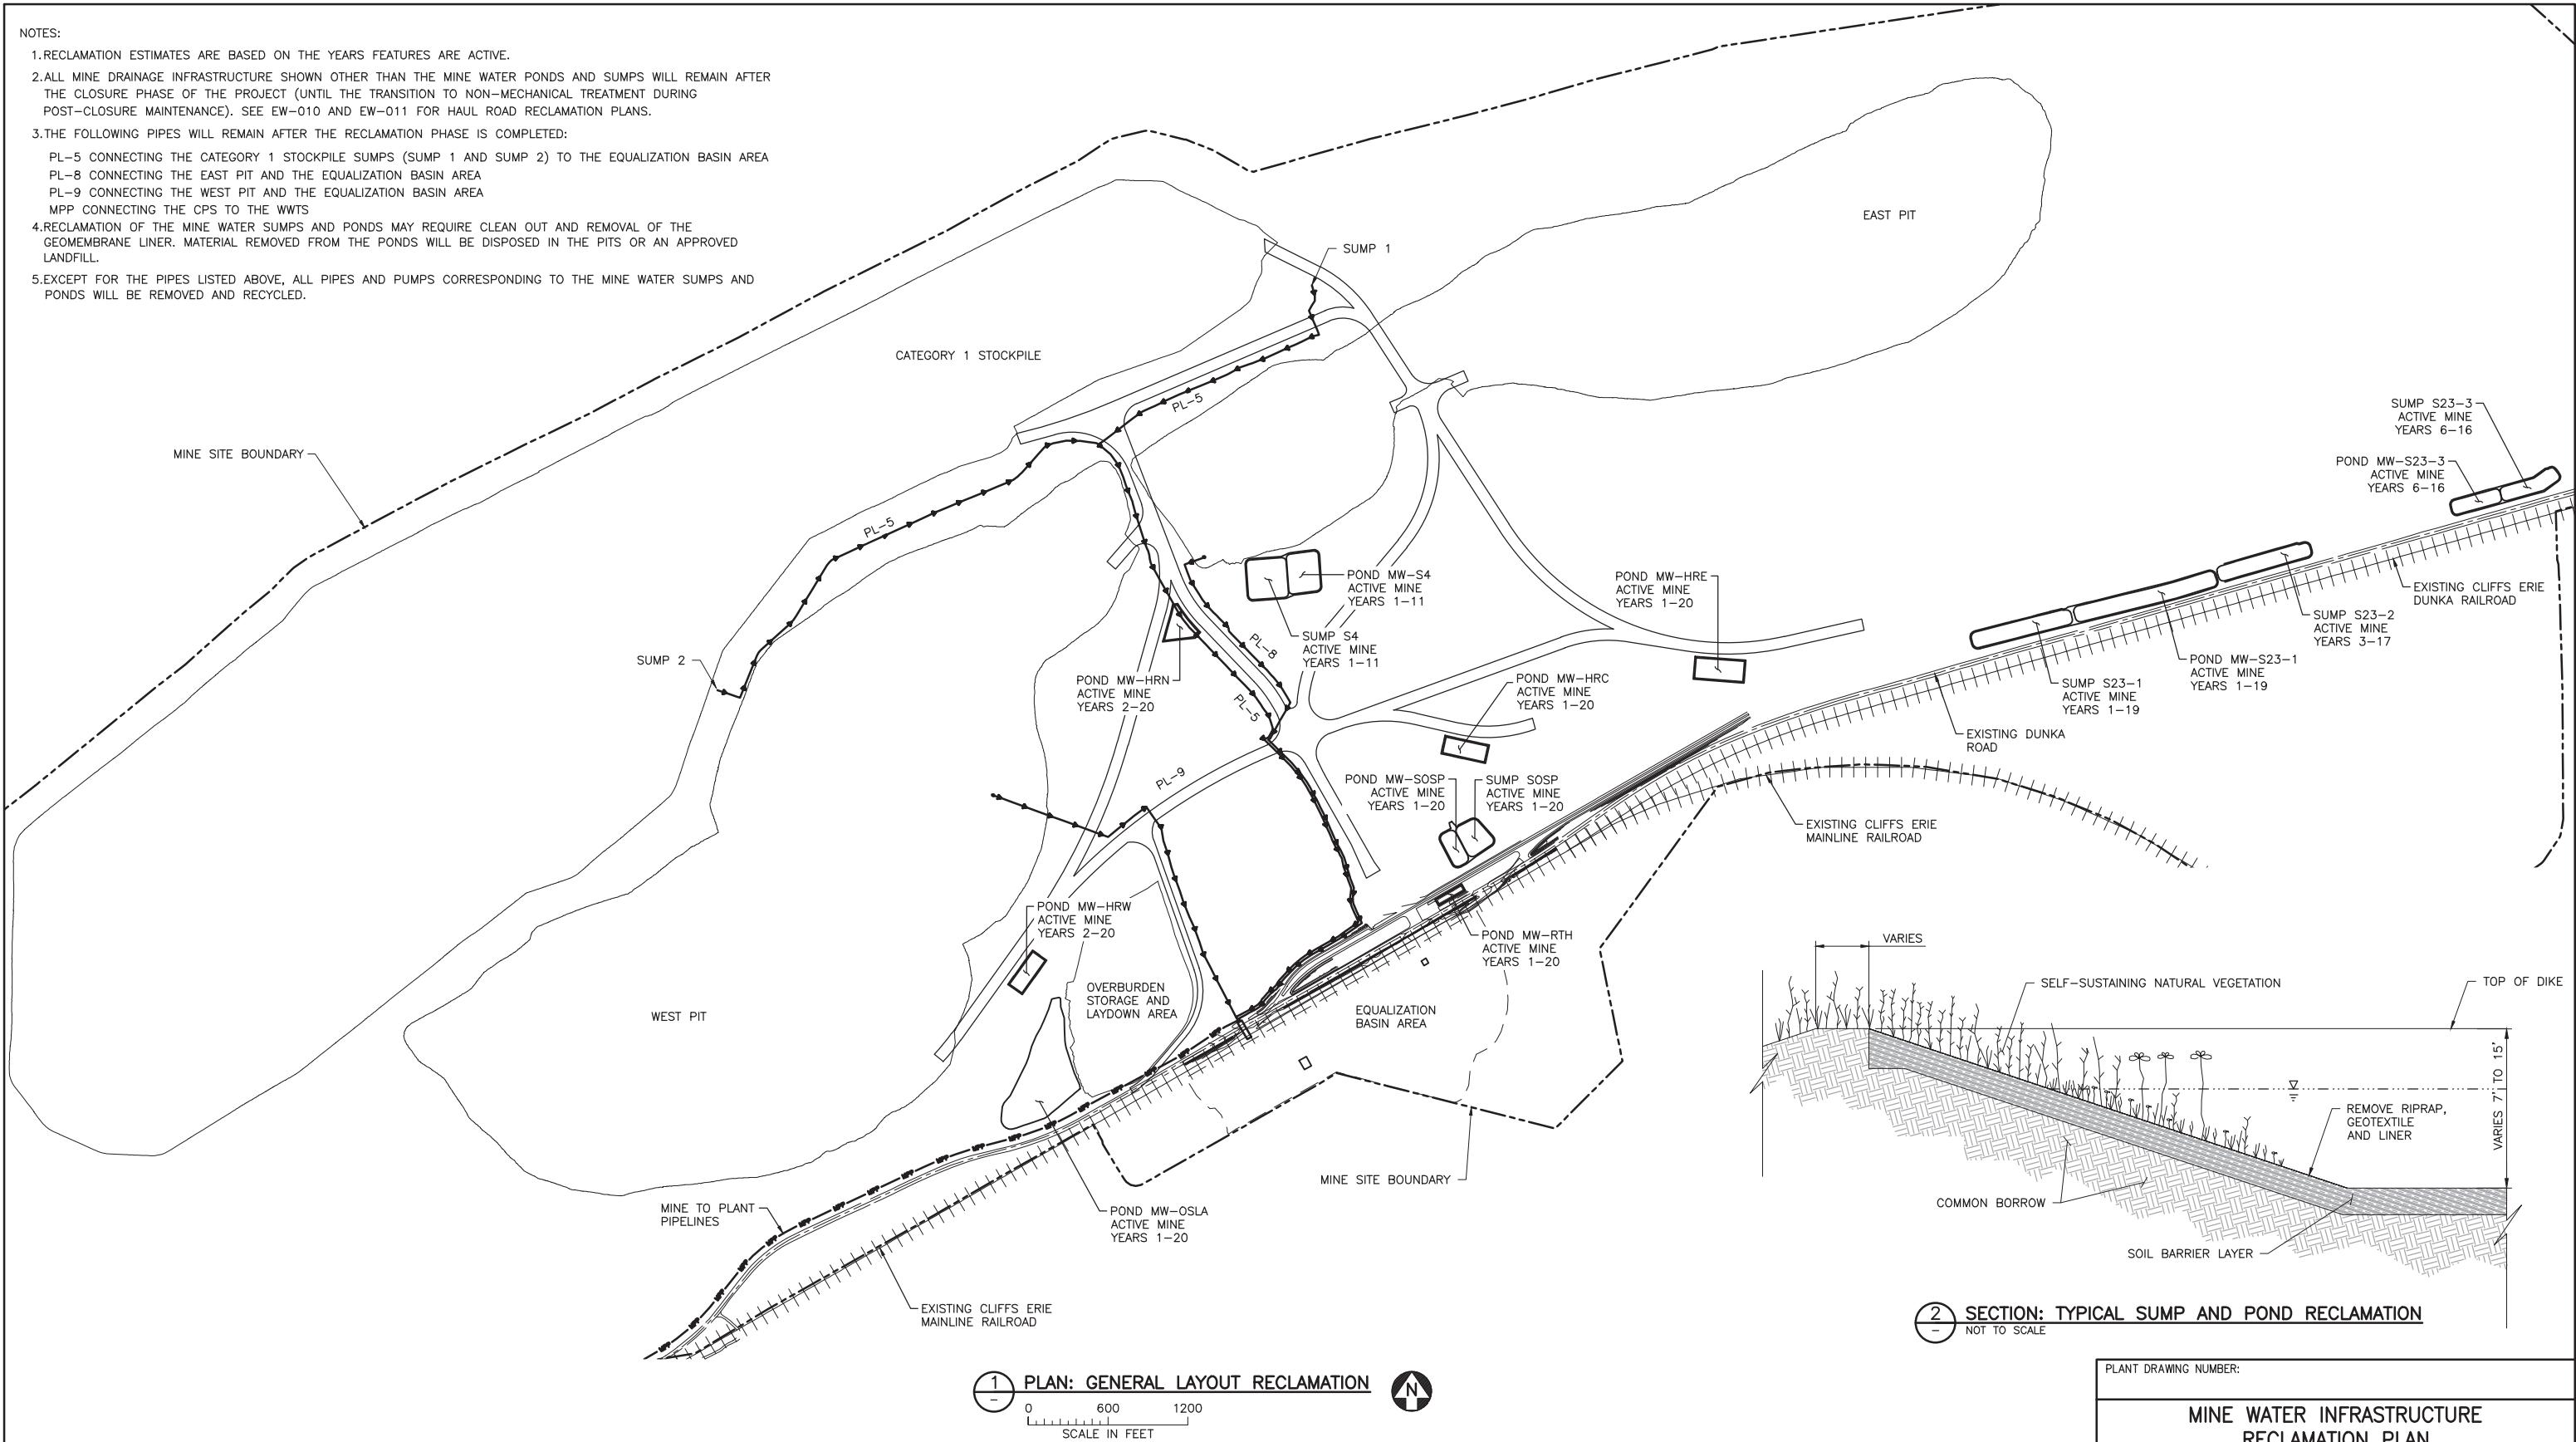 NOTES:
1.RECLAMATION ESTIMATES ARE BASED ON THE YEARS FEATURES ARE ACTIVE.
2.ALL MINE DRAINAGE INFRASTRUCTURE SHOWN OTHER THAN THE MINE WATER PONDS AND SUMPS WILL REMAIN AFTER
THE CLOSURE PHASE OF THE PROJECT (UNTIL THE TRANSITION TO NON-MECHANICAL TREATMENT DURING
POST-CLOSURE MAINTENANCE). SEE EW-010 AND EW-011 FOR HAUL ROAD RECLAMATION PLANS.
3.THE FOLLOWING PIPES WILL REMAIN AFTER THE RECLAMATION PHASE IS COMPLETED:
PL-5 CONNECTING THE CATEGORY 1 STOCKPILE SUMPS (SUMP 1 AND SUMP 2) TO THE EQUALIZATION BASIN AREA
PL-8 CONNECTING THE EAST PIT AND THE EQUALIZATION BASIN AREA
PL-9 CONNECTING THE WEST PIT AND THE EQUALIZATION BASIN AREA
MPP CONNECTING THE CPS TO THE WWTS
4.RECLAMATION OF THE MINE WATER SUMPS AND PONDS MAY REQUIRE CLEAN OUT AND REMOVAL OF THE
GEOMEMBRANE LINER. MATERIAL REMOVED FROM THE PONDS WILL BE DISPOSED IN THE PITS OR AN APPROVED
LANDFILL.
5.EXCEPT FOR THE PIPES LISTED ABOVE, ALL PIPES AND PUMPS CORRESPONDING TO THE MINE WATER SUMPS AND
PONDS WILL BE REMOVED AND RECYCLED.
EAST PIT
SUMP 1
CATEGORY 1 STOCKPILE
PL-5
MINE SITE BOUNDARY
SUMP S23-3
ACTIVE MINE
YEARS 6-16
POND MW-S23-3
ACTIVE MINE
YEARS 6-16
PL-5
POND MW-S4
ACTIVE MINE
YEARS 1-11
POND MW-HRE
ACTIVE MINE
YEARS 1-20
EXISTING CLIFFS ERIE
DUNKA RAILROAD
SUMP S23-2
ACTIVE MINE
YEARS 3-17
SUMP S4
ACTIVE MINE
YEARS 1-11
PL-8
SUMP 2
POND MW-S23-1
ACTIVE MINE
YEARS 1-19
POND MW-HRN
ACTIVE MINE
YEARS 2-20
PL-5
POND MW-HRC
ACTIVE MINE
YEARS 1-20
SUMP S23-1
ACTIVE MINE
YEARS 1-19
EXISTING DUNKA
ROAD
PL-9
POND MW-SOSP
ACTIVE MINE
YEARS 1-20
SUMP SOSP
ACTIVE MINE
YEARS 1-20
EXISTING CLIFFS ERIE
MAINLINE RAILROAD
POND MW-HRW
ACTIVE MINE
YEARS 2-20
POND MW-RTH
ACTIVE MINE
YEARS 1-20
OVERBURDEN
STORAGE AND
LAYDOWN AREA
EQUALIZATION
BASIN AREA
WEST PIT
MINE SITE BOUNDARY
MINE TO PLANT
PIPELINES
POND MW-OSLA
ACTIVE MINE
YEARS 1-20
EXISTING CLIFFS ERIE
MAINLINE RAILROAD
VARIES
SELF-SUSTAINING NATURAL VEGETATION
TOP OF DIKE
VARIES 7' TO 15'
REMOVE RIPRAP,
GEOTEXTILE
AND LINER
COMMON BORROW
SOIL BARRIER LAYER
2
-
SECTION: TYPICAL SUMP AND POND RECLAMATION
NOT TO SCALE
1
-
PLAN: GENERAL LAYOUT RECLAMATION
N
0 600 1200
SCALE IN FEET
PLANT DRAWING NUMBER:
MINE WATER INFRASTRUCTURE
RECLAMATION PLAN